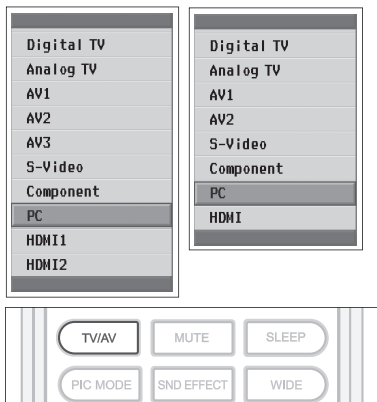 Digital TV
Analog TV
AV1
AV2
AV3
S-Video
Component
PC
HDMI1
HDMI2
Digital TV
Analog TV
AV1
AV2
S-Video
Component
PC
HDMI
TV/AV MUTE SLEEP
PIC MODE SND EFFECT WIDE